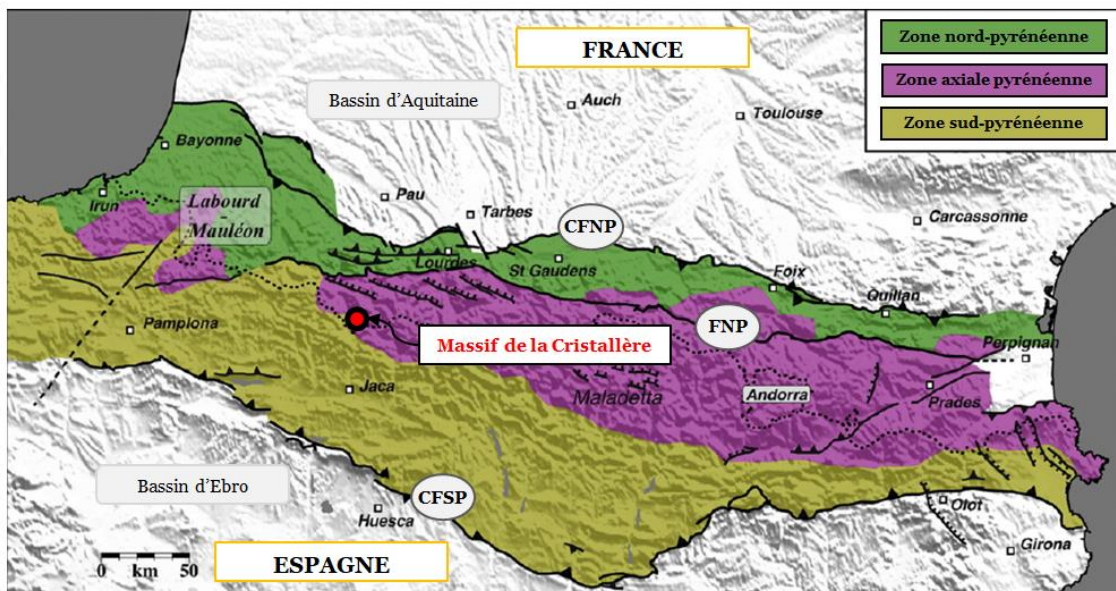 FRANCE
Zone nord-pyrénéenne
Zone axiale pyrénéenne
Zone sud-pyrénéenne
Bassin d'Aquitaine
Auch
Toulouse
Bayonne
Pau
Tarbes
Irun
Labourd
-
Mauléon
CFNP
Carcassonne
Lourdes
St Gaudens
Foix
Quillan
FNP
Pamplona
Massif de la Cristallère
Perpignan
Jaca
Maladetta
Andorra
Prades
Bassin d'Ebro
CFSP
Huesca
Olot
Girona
0 km 50
ESPAGNE